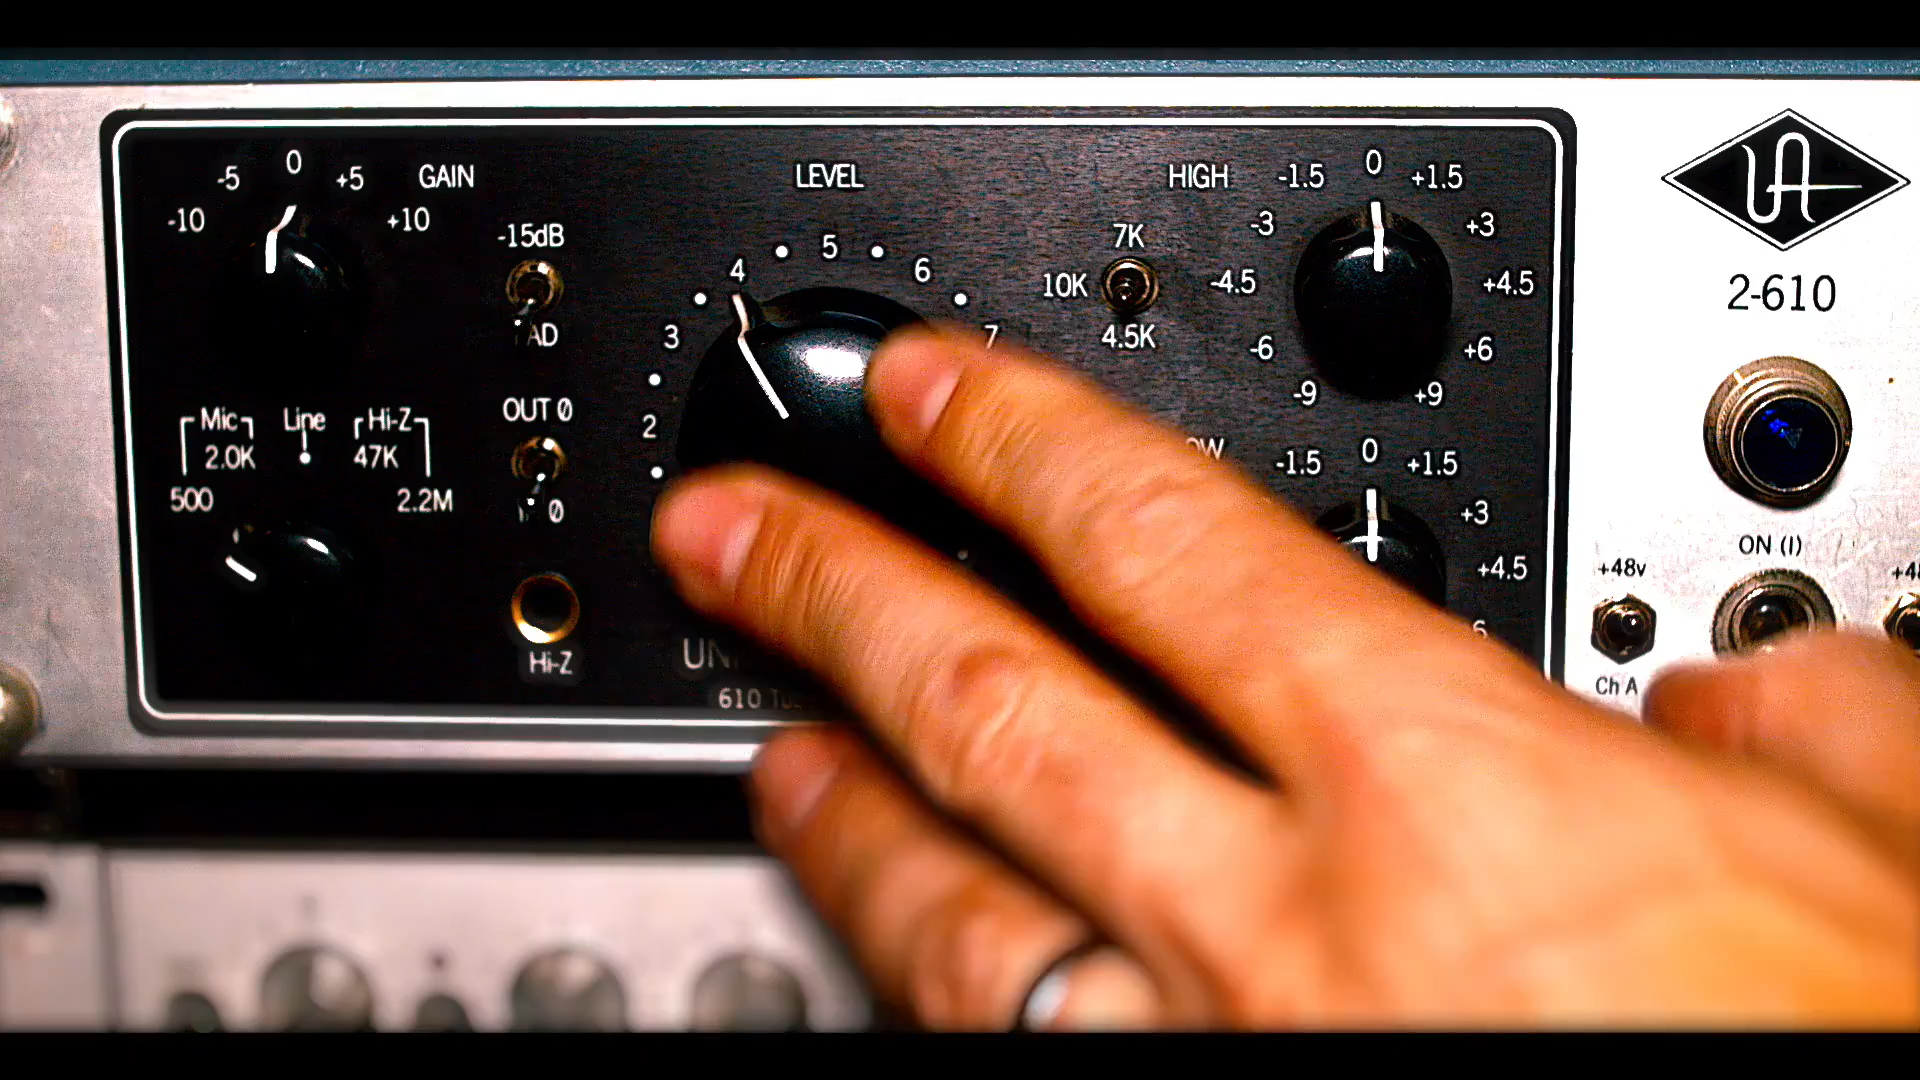 -10 -5 0 +5 +10 GAIN
-15dB
Mic Line Hi-Z
500 2.0K 47K 2.2M
OUT Ø
Ø
Hi-Z
LEVEL
2 3 4 5 6 7
610
HIGH
7K
10K
4.5K
-9 -6 -4.5 -3 -1.5 0 +1.5 +3 +4.5 +6 +9
-1.5 0 +1.5 +3 +4.5
UA
2-610
ON (I)
+48v
Ch A